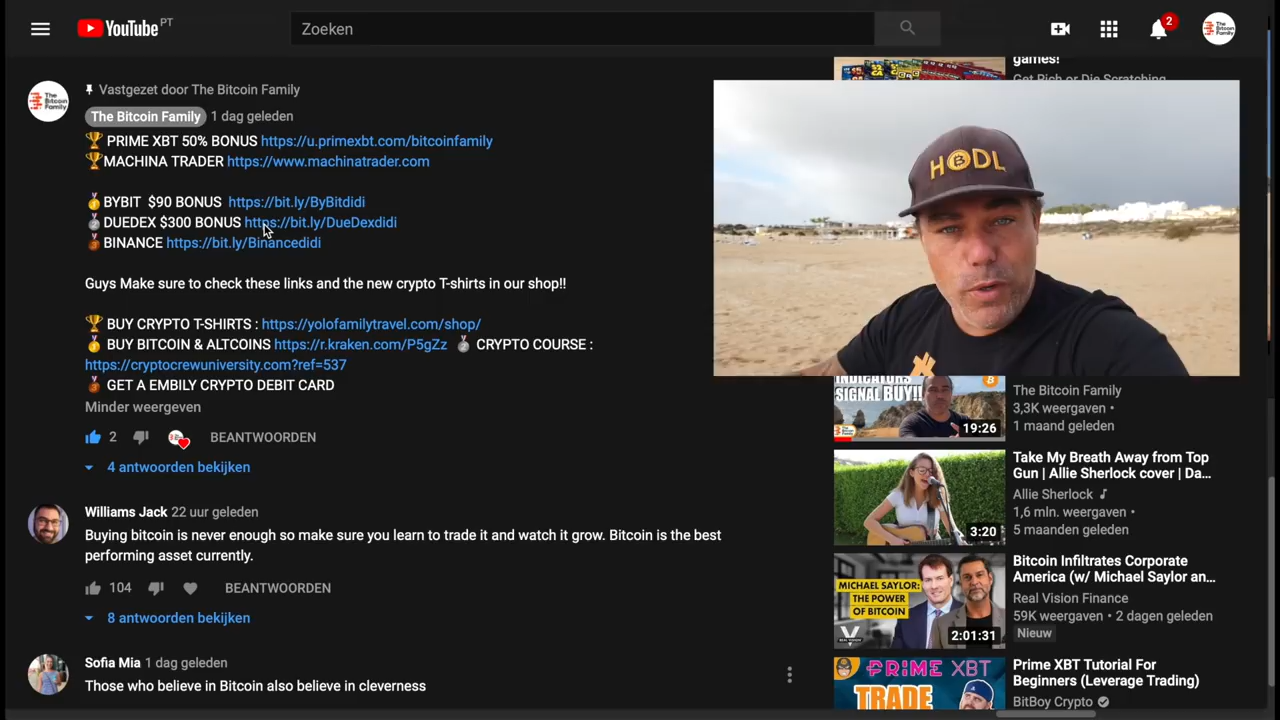 YouTube PT
Zoeken
2
The Bitcoin Family
Vastgezet door The Bitcoin Family
The Bitcoin Family 1 dag geleden
🏆 PRIME XBT 50% BONUS https://u.primexbt.com/bitcoinfamily
🏆MACHINA TRADER https://www.machinatrader.com
🥇BYBIT $90 BONUS https://bit.ly/ByBitdidi
🥈DUEDEX $300 BONUS https://bit.ly/DueDexdidi
🥉BINANCE https://bit.ly/Binancedidi
Guys Make sure to check these links and the new crypto T-shirts in our shop!!
🏆 BUY CRYPTO T-SHIRTS : https://yolofamilytravel.com/shop/
🥇 BUY BITCOIN & ALTCOINS https://r.kraken.com/P5gZz 🥈 CRYPTO COURSE :
https://cryptocrewuniversity.com?ref=537
🥉 GET A EMBILY CRYPTO DEBIT CARD
Minder weergeven
2 BEANTWOORDEN
4 antwoorden bekijken
Williams Jack 22 uur geleden
Buying bitcoin is never enough so make sure you learn to trade it and watch it grow. Bitcoin is the best
performing asset currently.
104 BEANTWOORDEN
8 antwoorden bekijken
Sofia Mia 1 dag geleden
Those who believe in Bitcoin also believe in cleverness
games!
Get Rich or Die Scratching
HODL
INDICATORS
SIGNAL BUY!!
19:26
The Bitcoin Family
3,3K weergaven •
1 maand geleden
3:20
Take My Breath Away from Top
Gun | Allie Sherlock cover | Da...
Allie Sherlock ♪
1,6 mln. weergaven •
5 maanden geleden
MICHAEL SAYLOR:
THE POWER
OF BITCOIN
2:01:31
Bitcoin Infiltrates Corporate
America (w/ Michael Saylor an...
Real Vision Finance
59K weergaven • 2 dagen geleden
Nieuw
PRIME XBT
TRADE
Prime XBT Tutorial For
Beginners (Leverage Trading)
BitBoy Crypto